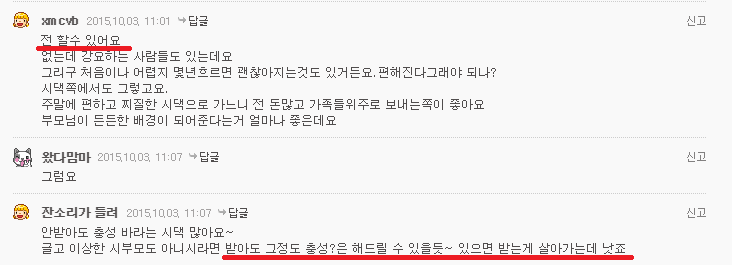 xmcvb 2015,10,03, 11:01 답글 신고
전 할수 있어요
없는데 강요하는 사람들도 있는데요
그리구 처음이나 어렵지 몇년흐르면 괜찮아지는것도 있거든요. 편해진다그래야 되나?
시댁쪽에서도 그렇고요.
주말에 편하고 찌질한 시댁으로 가느니 전 돈많고 가족들위주로 보내는쪽이 좋아요
부모님이 든든한 배경이 되어준다는거 얼마나 좋은데요
왔다맘마 2015,10,03, 11:07 답글 신고
그럼요
잔소리가 들려 2015,10,03, 11:07 답글 신고
안받아도 충성 바라는 시댁 많아요~
글고 이상한 시부모도 아니시라면 받아도 그정도 충성?은 해드릴 수 있을듯~ 있으면 받는게 살아가는데 낫죠